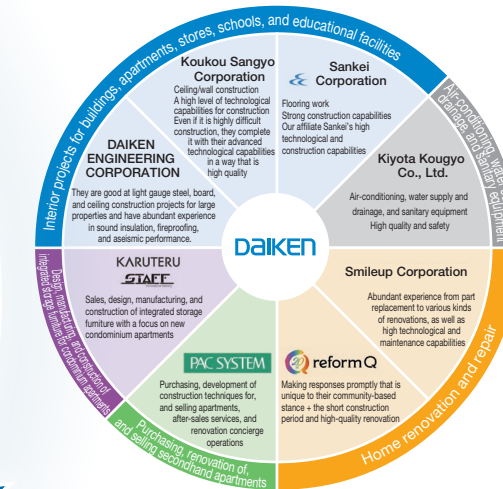 Interior projects for buildings, apartments, stores, schools, and educational facilities
Koukou Sangyo
Corporation
Ceiling/wall construction
A high level of technological
capabilities for construction
Even if it is highly difficult
construction, they complete
it with their advanced
technological capabilities
in a way that is
high quality
Sankei
Corporation
Flooring work
Strong construction capabilities
Our affiliate Sankei's high
technological and
construction capabilities
Air-conditioning, water
drainage, and sanitary equipment
Kiyota Kougyo
Co., Ltd.
Air-conditioning, water supply and
drainage, and sanitary equipment
High quality and safety
DAIKEN
ENGINEERING
CORPORATION
They are good at light gauge steel, board,
and ceiling construction projects for large
properties and have abundant experience
in sound insulation, fireproofing,
and aseismic performance.
DAIKEN
KARUTERU
STAFF
Sales, design, manufacturing, and
construction of integrated storage
furniture with a focus on new
condominium apartments
Design, manufacturing, and construction of
integrated storage furniture for condominium apartments
Smileup Corporation
Abundant experience from part
replacement to various kinds
of renovations, as well as
high technological and
maintenance capabilities
PAC SYSTEM
Purchasing, development of
construction techniques for,
and selling apartments,
after-sales services, and
renovation concierge
operations
Purchasing, renovation of,
and selling secondhand apartments
20
reformQ
Making responses promptly that is
unique to their community-based
stance + the short construction
period and high-quality renovation
Home renovation and repair